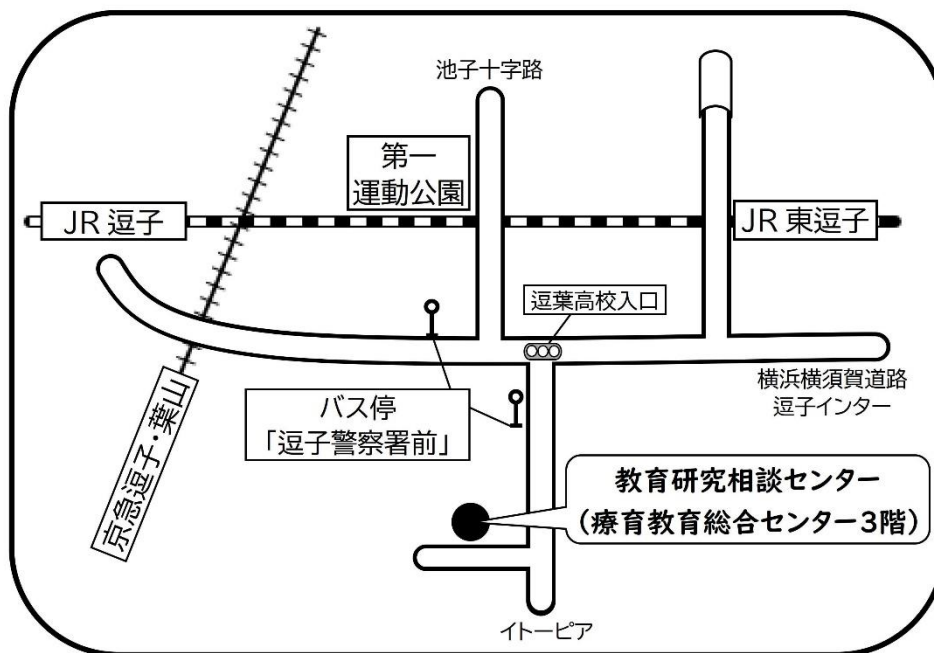 池子十字路
第一
運動公園
JR 逗子
JR 東逗子
逗葉高校入口
横浜横須賀道路
逗子インター
バス停
「逗子警察署前」
京急逗子・葉山
教育研究相談センター
（療育教育総合センター3階）
イトーピア